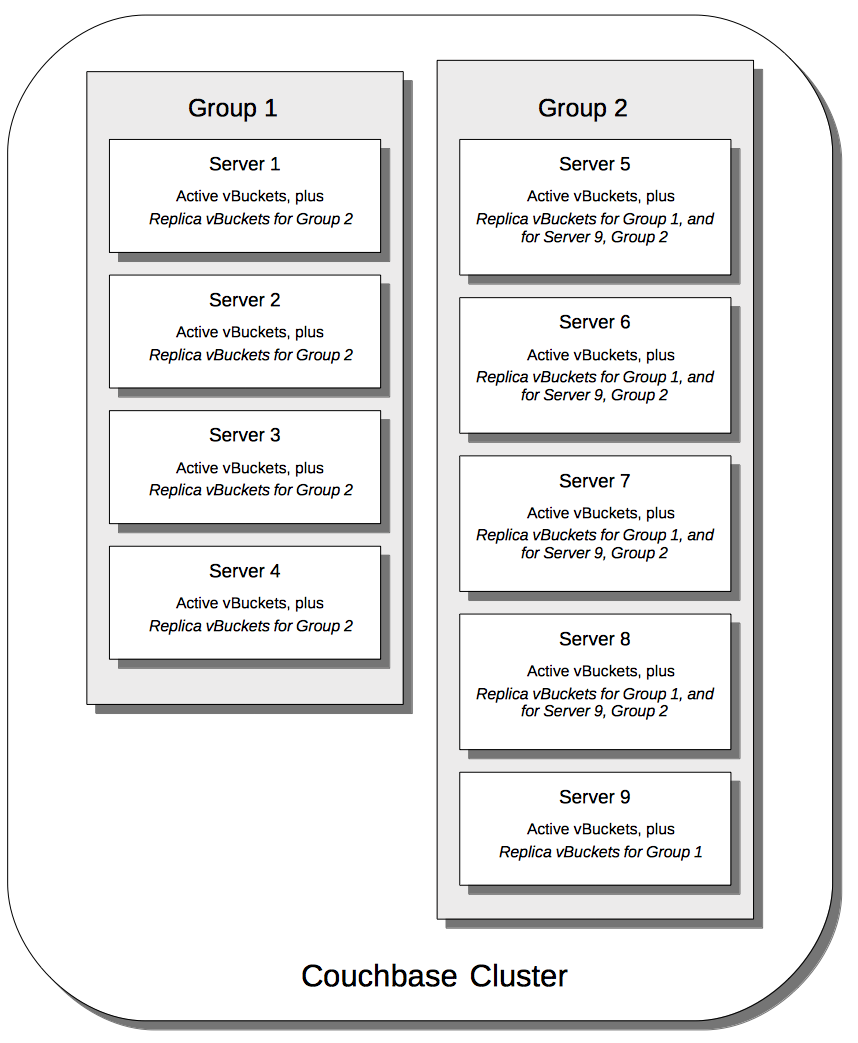 Group 1
Server 1
Active vBuckets, plus
Replica vBuckets for Group 2
Server 2
Active vBuckets, plus
Replica vBuckets for Group 2
Server 3
Active vBuckets, plus
Replica vBuckets for Group 2
Server 4
Active vBuckets, plus
Replica vBuckets for Group 2
Group 2
Server 5
Active vBuckets, plus
Replica vBuckets for Group 1, and
for Server 9, Group 2
Server 6
Active vBuckets, plus
Replica vBuckets for Group 1, and
for Server 9, Group 2
Server 7
Active vBuckets, plus
Replica vBuckets for Group 1, and
for Server 9, Group 2
Server 8
Active vBuckets, plus
Replica vBuckets for Group 1, and
for Server 9, Group 2
Server 9
Active vBuckets, plus
Replica vBuckets for Group 1
Couchbase Cluster